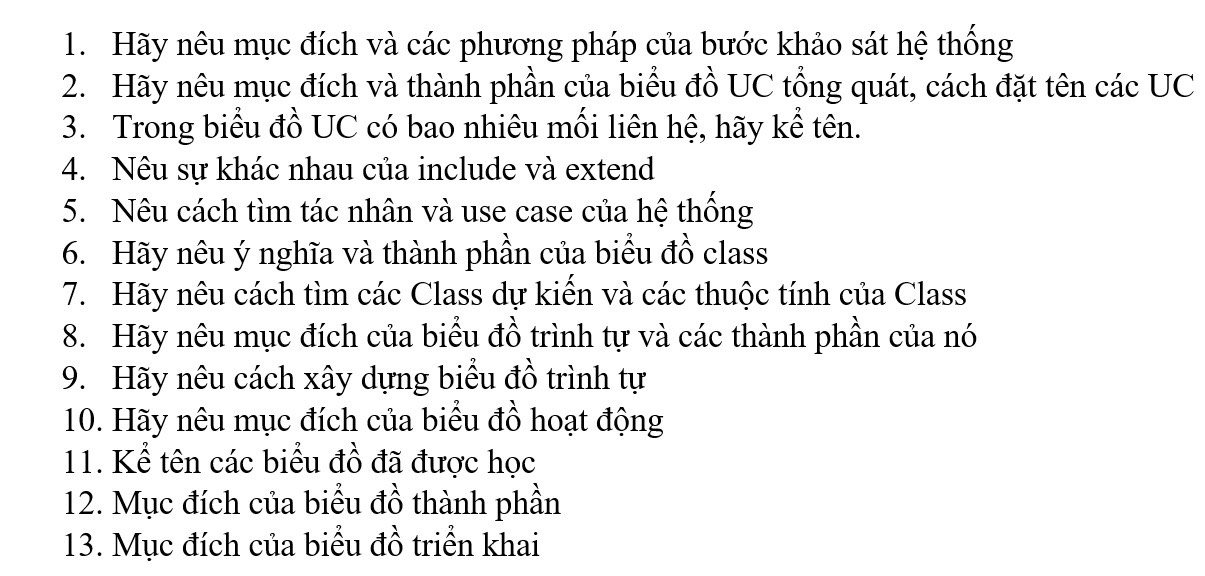 1. Hãy nêu mục đích và các phương pháp của bước khảo sát hệ thống
2. Hãy nêu mục đích và thành phần của biểu đồ UC tổng quát, cách đặt tên các UC
3. Trong biểu đồ UC có bao nhiêu mối liên hệ, hãy kể tên.
4. Nêu sự khác nhau của include và extend
5. Nêu cách tìm tác nhân và use case của hệ thống
6. Hãy nêu ý nghĩa và thành phần của biểu đồ class
7. Hãy nêu cách tìm các Class dự kiến và các thuộc tính của Class
8. Hãy nêu mục đích của biểu đồ trình tự và các thành phần của nó
9. Hãy nêu cách xây dựng biểu đồ trình tự
10. Hãy nêu mục đích của biểu đồ hoạt động
11. Kể tên các biểu đồ đã được học
12. Mục đích của biểu đồ thành phần
13. Mục đích của biểu đồ triển khai